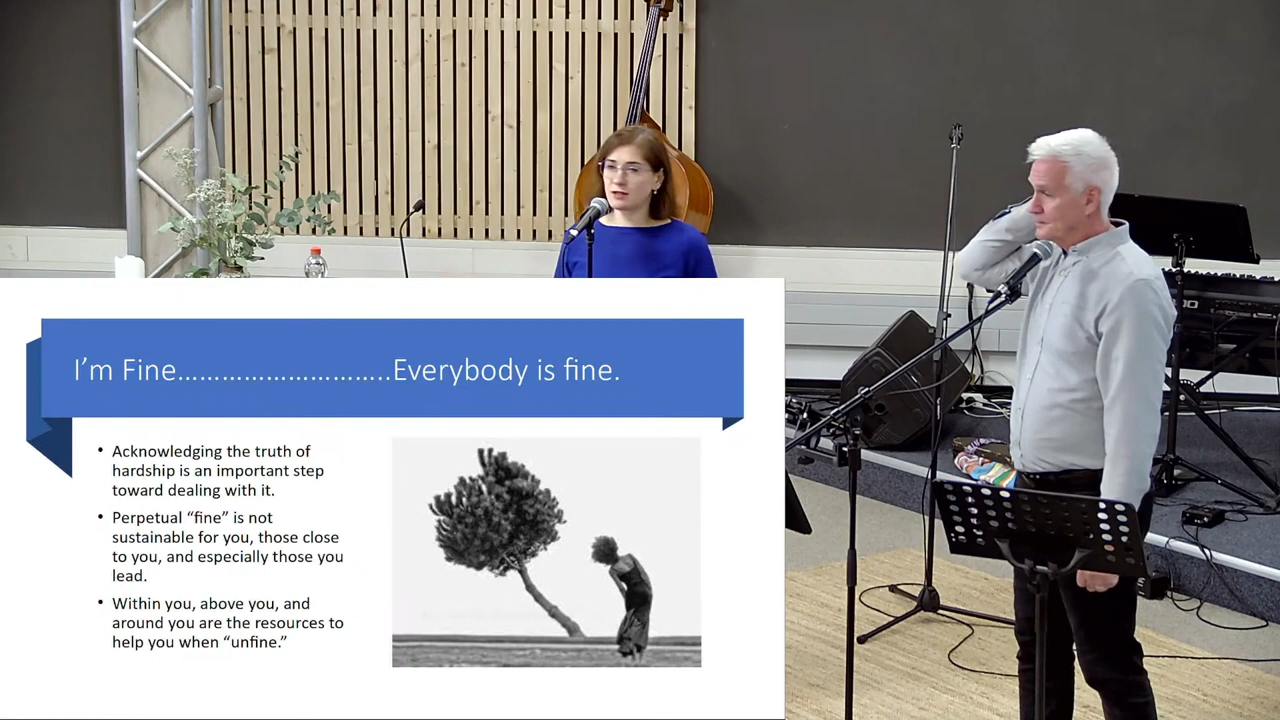 I’m Fine……………………….Everybody is fine.
• Acknowledging the truth of
hardship is an important step
toward dealing with it.
• Perpetual “fine” is not
sustainable for you, those close
to you, and especially those you
lead.
• Within you, above you, and
around you are the resources to
help you when “unfine.”